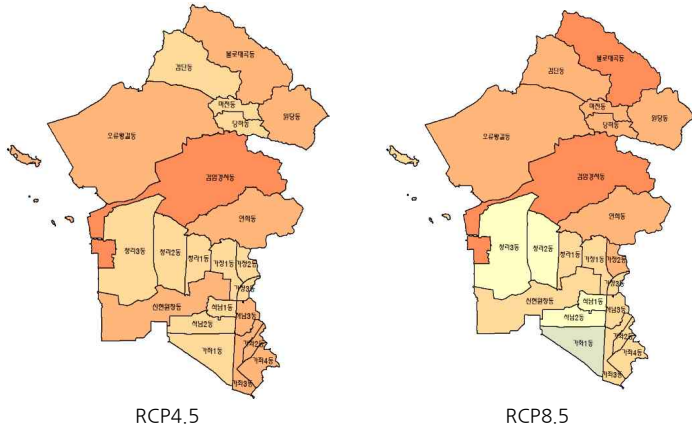 불로대곡동
검단동
마전동
당하동
원당동
오류왕길동
검암경서동
연희동
청라3동
청라2동
청라1동
가정1동
가정2동
가정3동
신현원창동
석남1동
석남2동
석남3동
가좌1동
가좌2동
가좌4동
가좌3동
RCP4.5
불로대곡동
검단동
마전동
당하동
원당동
오류왕길동
검암경서동
연희동
청라3동
청라2동
청라1동
가정1동
가정2동
가정3동
신현원창동
석남1동
석남2동
석남3동
가좌1동
가좌2동
가좌4동
가좌3동
RCP8.5